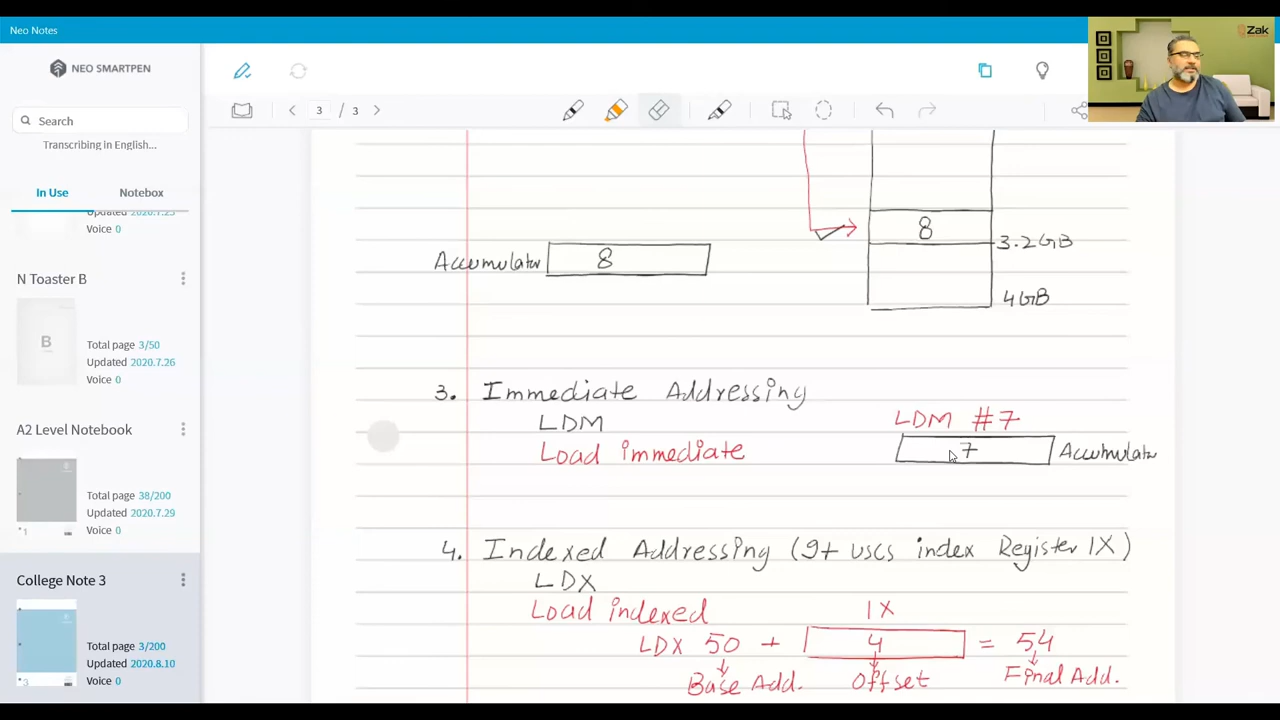 Neo Notes
Zak
NEO SMARTPEN
Search
Transcribing in English...
In Use
Notebox
3 / 3
Voice 0
N Toaster B
B
Total page 3/50
Updated 2020.7.26
Voice 0
A2 Level Notebook
Total page 38/200
Updated 2020.7.29
Voice 0
College Note 3
Total page 3/200
Updated 2020.8.10
Voice 0
8
3.2GB
Accumulator 8
4GB
3. Immediate Addressing
LDM
LDM #7
Load immediate
7 Accumulator
4. Indexed Addressing (9t uses index Register IX)
LDX
Load indexed
IX
LDX 50 + 4 = 54
Base Add. Offset Final Add.